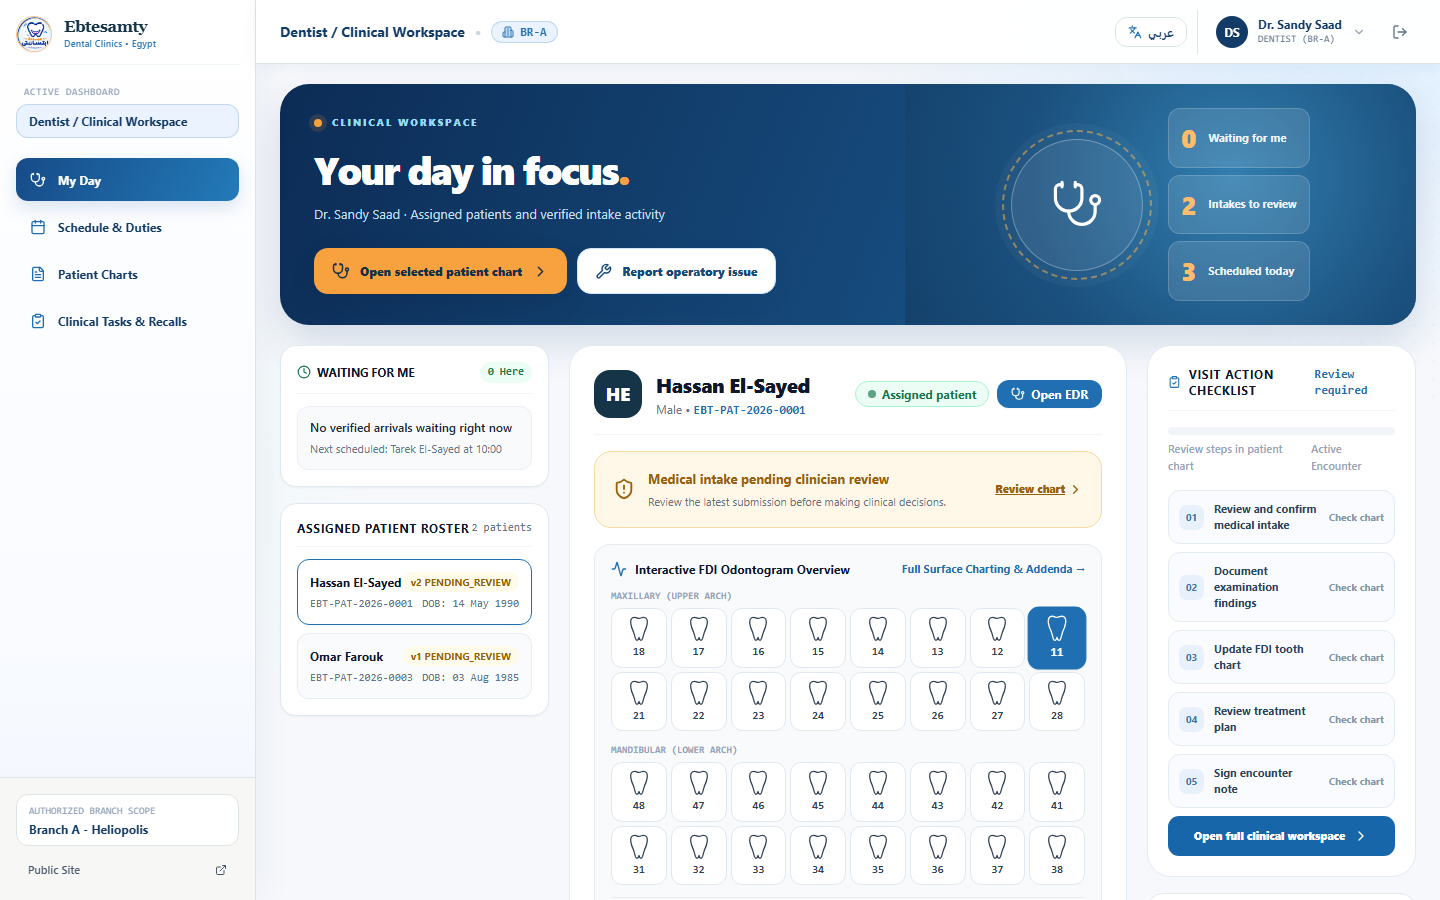 Ebtesamty
Dental Clinics • Egypt
ACTIVE DASHBOARD
Dentist / Clinical Workspace
My Day
Schedule & Duties
Patient Charts
Clinical Tasks & Recalls
AUTHORIZED BRANCH SCOPE
Branch A - Heliopolis
Public Site
Dentist / Clinical Workspace
BR-A
عربي
DS
Dr. Sandy Saad
DENTIST (BR-A)
CLINICAL WORKSPACE
Your day in focus.
Dr. Sandy Saad · Assigned patients and verified intake activity
Open selected patient chart
Report operatory issue
0 Waiting for me
2 Intakes to review
3 Scheduled today
WAITING FOR ME
0 Here
No verified arrivals waiting right now
Next scheduled: Tarek El-Sayed at 10:00
ASSIGNED PATIENT ROSTER
2 patients
Hassan El-Sayed
v2 PENDING_REVIEW
EBT-PAT-2026-0001
DOB: 14 May 1990
Omar Farouk
v1 PENDING_REVIEW
EBT-PAT-2026-0003
DOB: 03 Aug 1985
HE
Hassan El-Sayed
Male • EBT-PAT-2026-0001
Assigned patient
Open EDR
Medical intake pending clinician review
Review the latest submission before making clinical decisions.
Review chart
Interactive FDI Odontogram Overview
Full Surface Charting & Addenda →
MAXILLARY (UPPER ARCH)
18 17 16 15 14 13 12 11
21 22 23 24 25 26 27 28
MANDIBULAR (LOWER ARCH)
48 47 46 45 44 43 42 41
31 32 33 34 35 36 37 38
VISIT ACTION
CHECKLIST
Review
required
Review steps in patient
chart
Active
Encounter
01
Review and confirm
medical intake
Check chart
02
Document
examination
findings
Check chart
03
Update FDI tooth
chart
Check chart
04
Review treatment
plan
Check chart
05
Sign encounter
note
Check chart
Open full clinical workspace